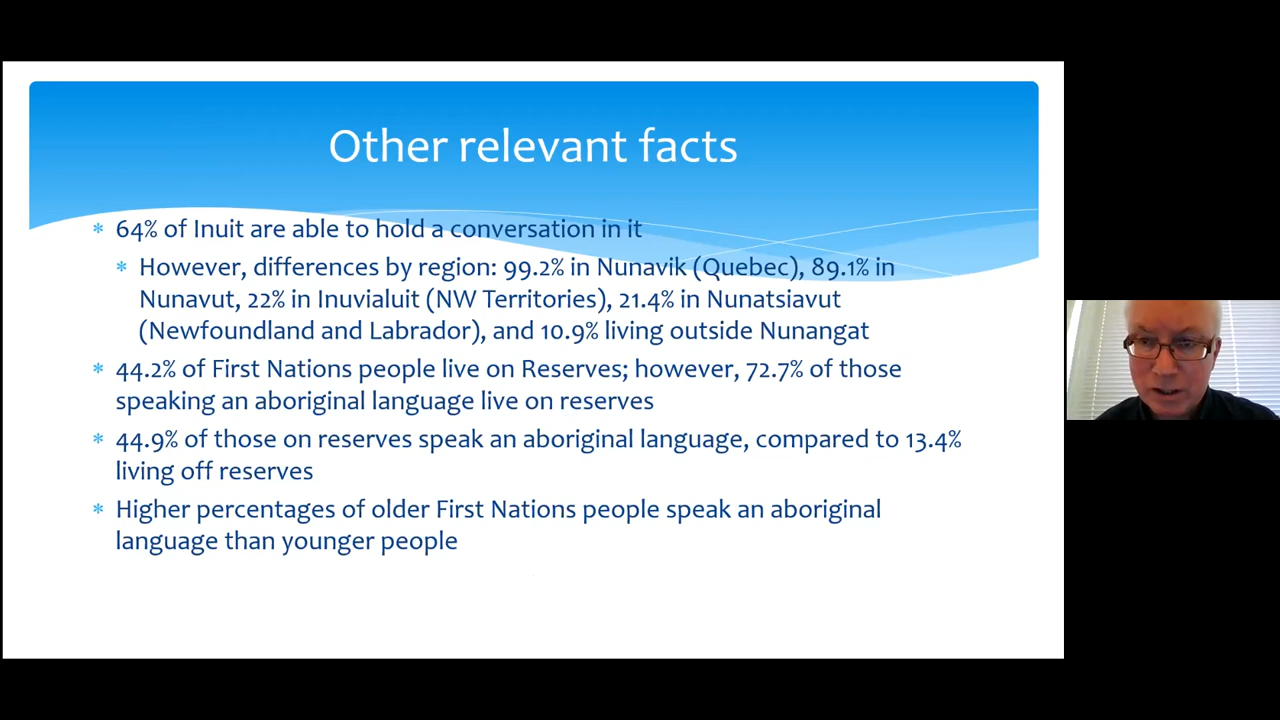 Other relevant facts
* 64% of Inuit are able to hold a conversation in it
* However, differences by region: 99.2% in Nunavik (Quebec), 89.1% in
Nunavut, 22% in Inuvialuit (NW Territories), 21.4% in Nunatsiavut
(Newfoundland and Labrador), and 10.9% living outside Nunangat
* 44.2% of First Nations people live on Reserves; however, 72.7% of those
speaking an aboriginal language live on reserves
* 44.9% of those on reserves speak an aboriginal language, compared to 13.4%
living off reserves
* Higher percentages of older First Nations people speak an aboriginal
language than younger people